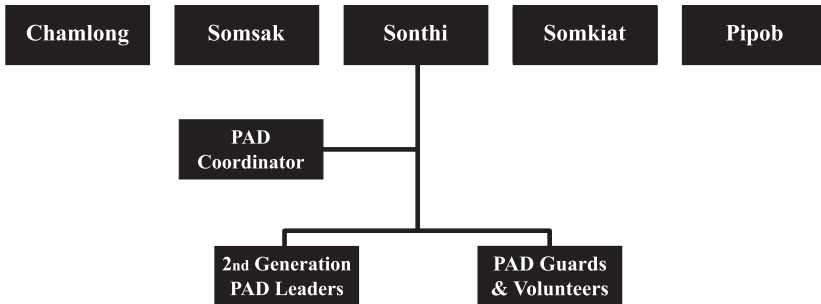 Chamlong
Somsak
Sonthi
Somkiat
Pipob
PAD
Coordinator
2nd Generation
PAD Leaders
PAD Guards
& Volunteers